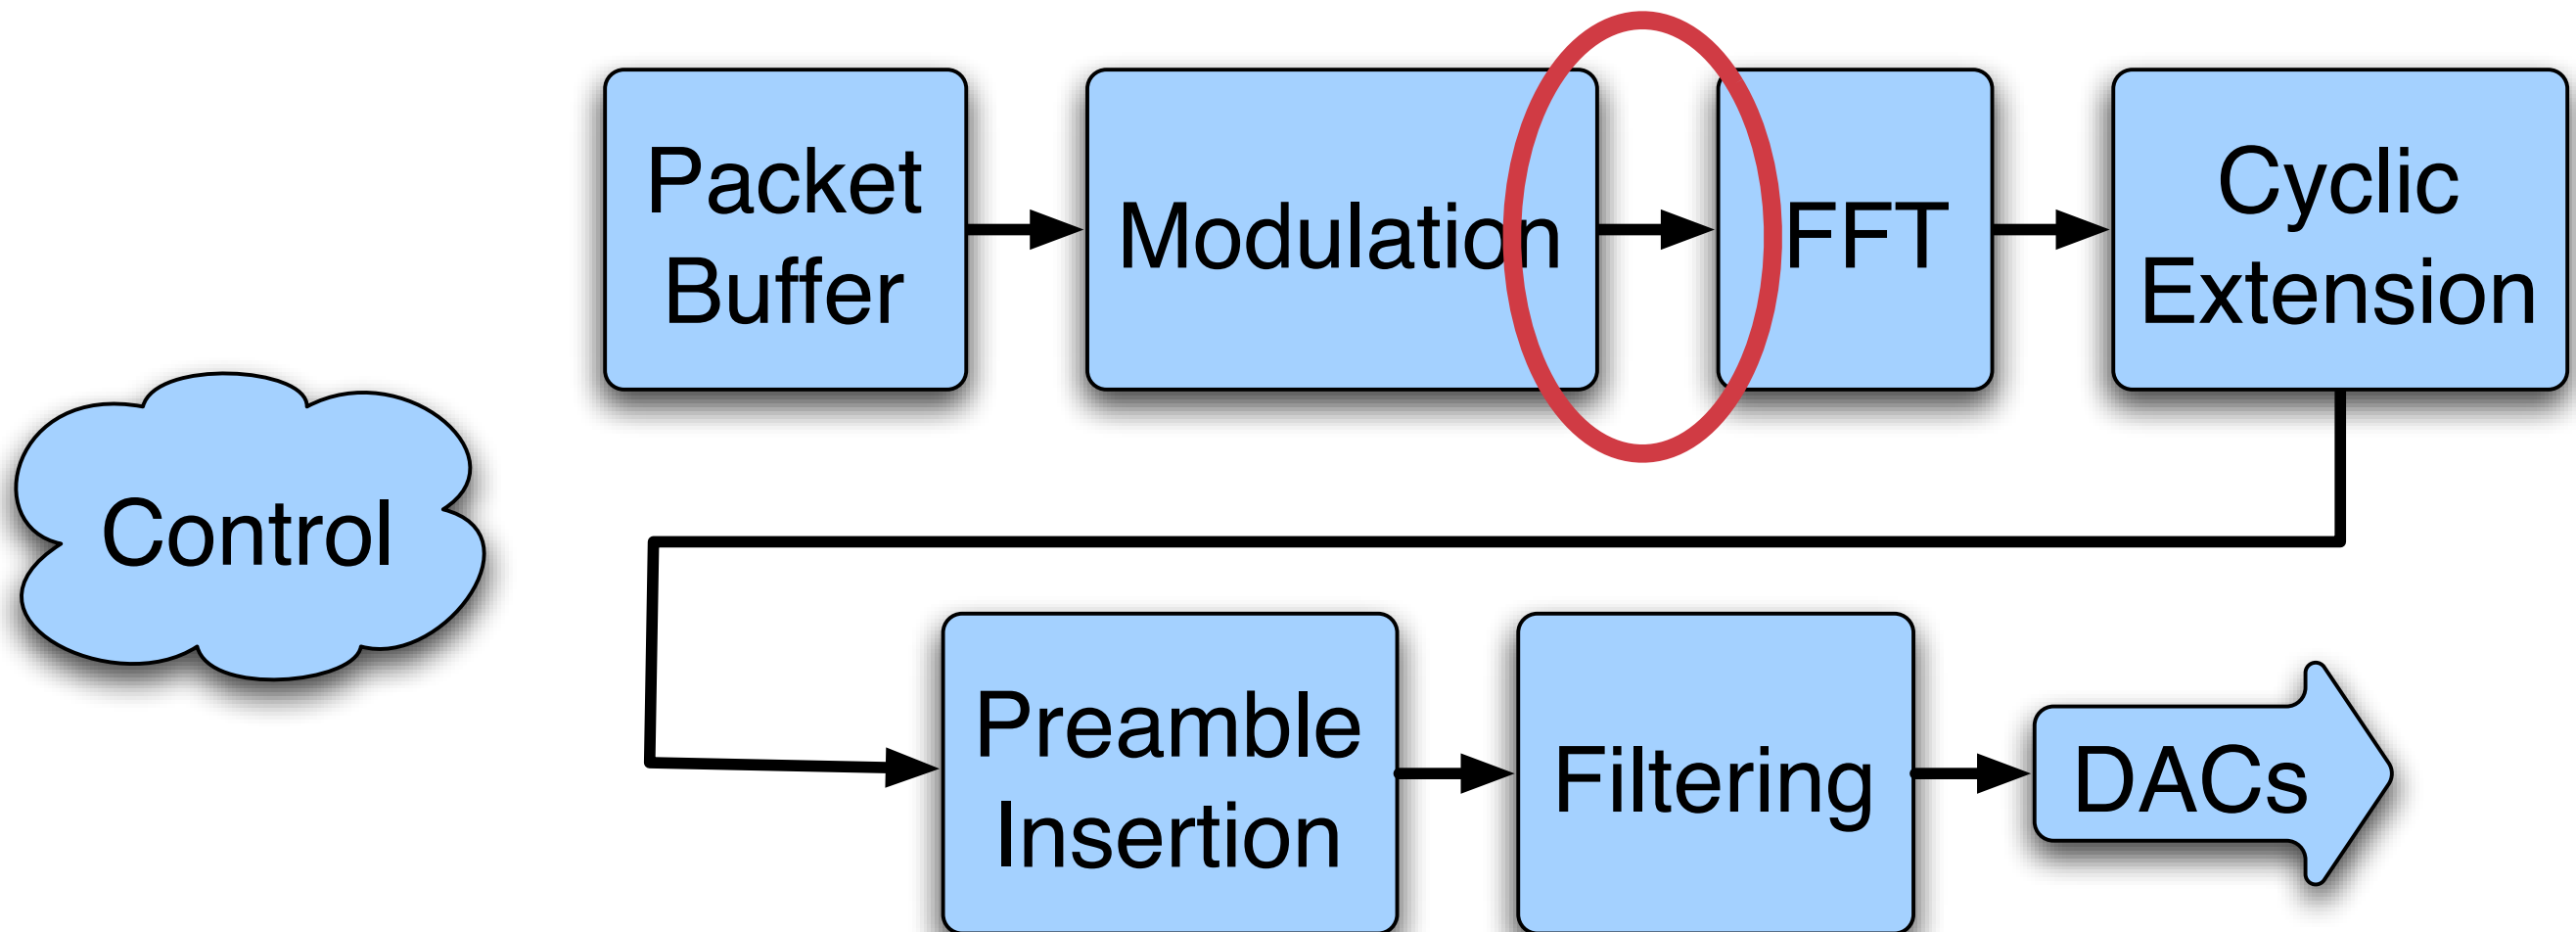 Packet
Buffer
Modulation
FFT
Cyclic
Extension
Control
Preamble
Insertion
Filtering
DACs